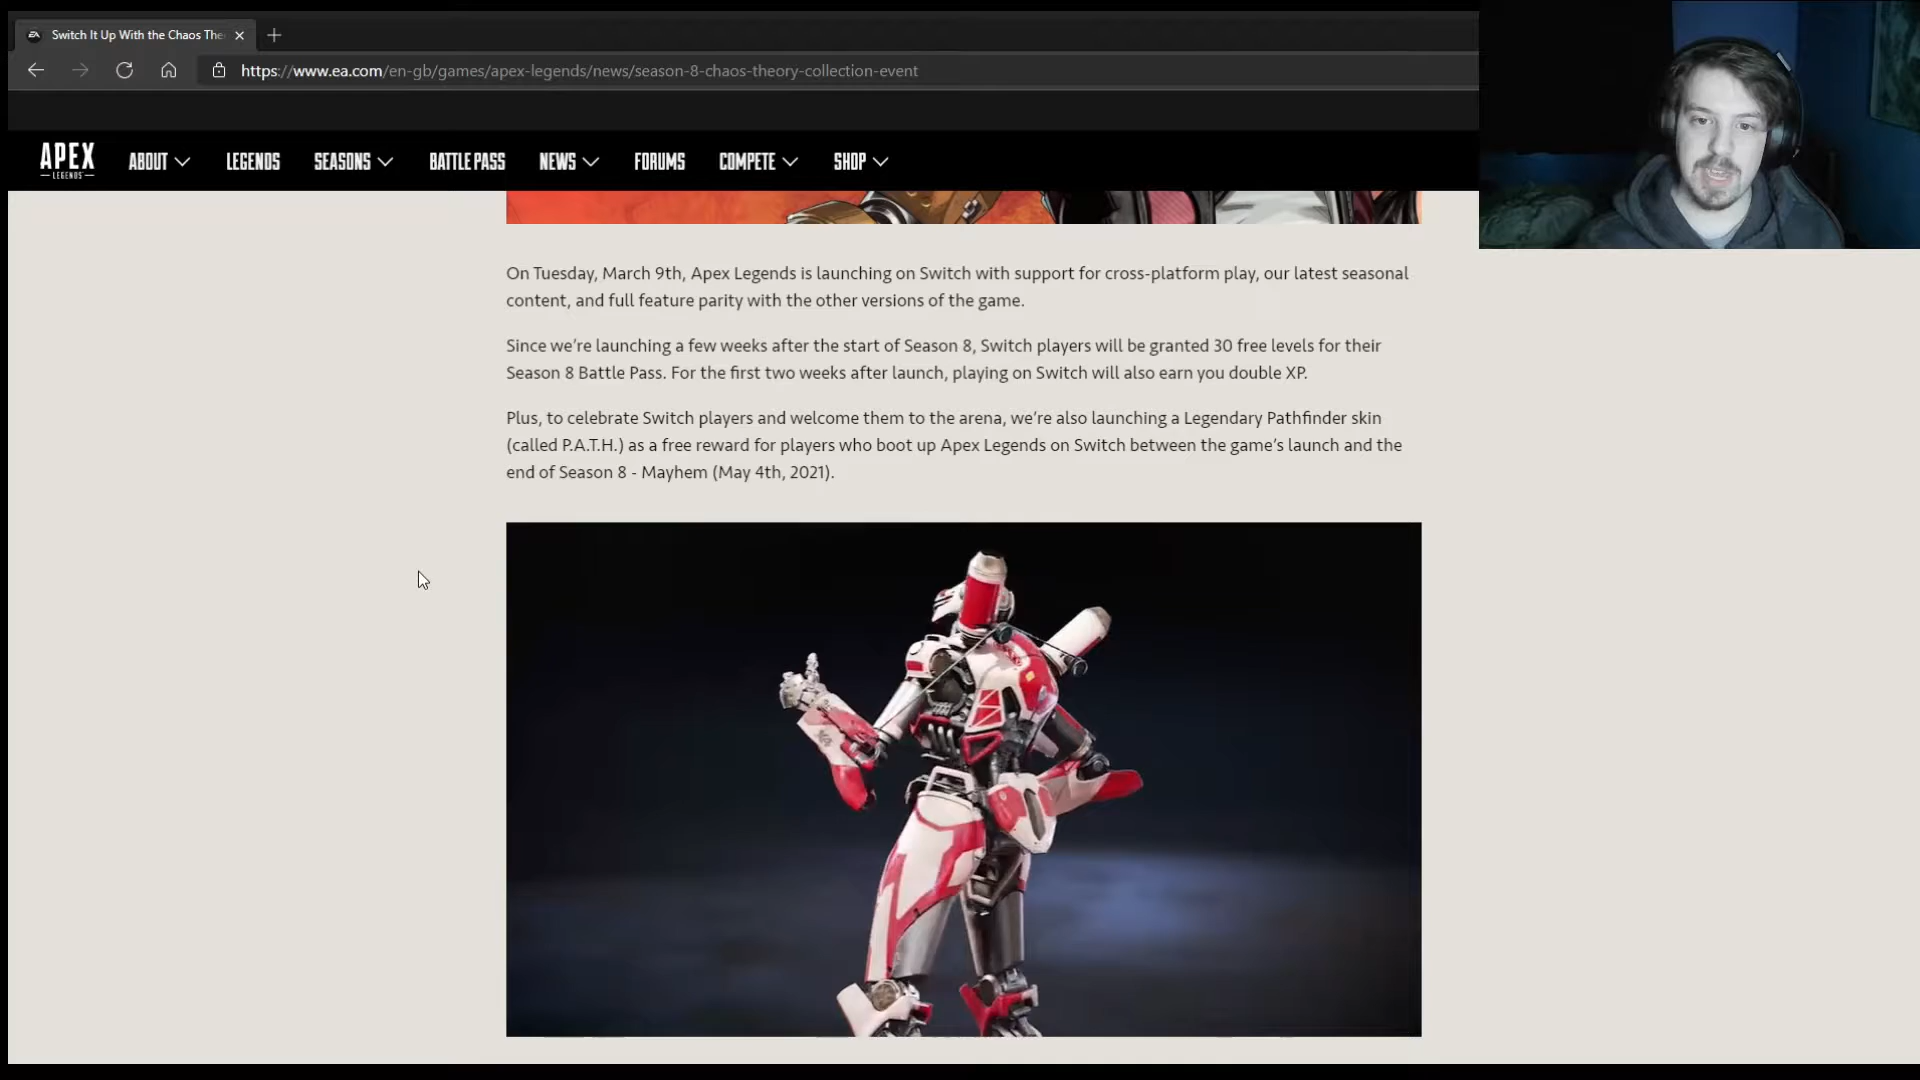 Switch It Up With the Chaos The
https://www.ea.com/en-gb/games/apex-legends/news/season-8-chaos-theory-collection-event
APEX
LEGENDS
ABOUT
LEGENDS
SEASONS
BATTLE PASS
NEWS
FORUMS
COMPETE
SHOP
On Tuesday, March 9th, Apex Legends is launching on Switch with support for cross-platform play, our latest seasonal
content, and full feature parity with the other versions of the game.
Since we’re launching a few weeks after the start of Season 8, Switch players will be granted 30 free levels for their
Season 8 Battle Pass. For the first two weeks after launch, playing on Switch will also earn you double XP.
Plus, to celebrate Switch players and welcome them to the arena, we’re also launching a Legendary Pathfinder skin
(called P.A.T.H.) as a free reward for players who boot up Apex Legends on Switch between the game’s launch and the
end of Season 8 - Mayhem (May 4th, 2021).